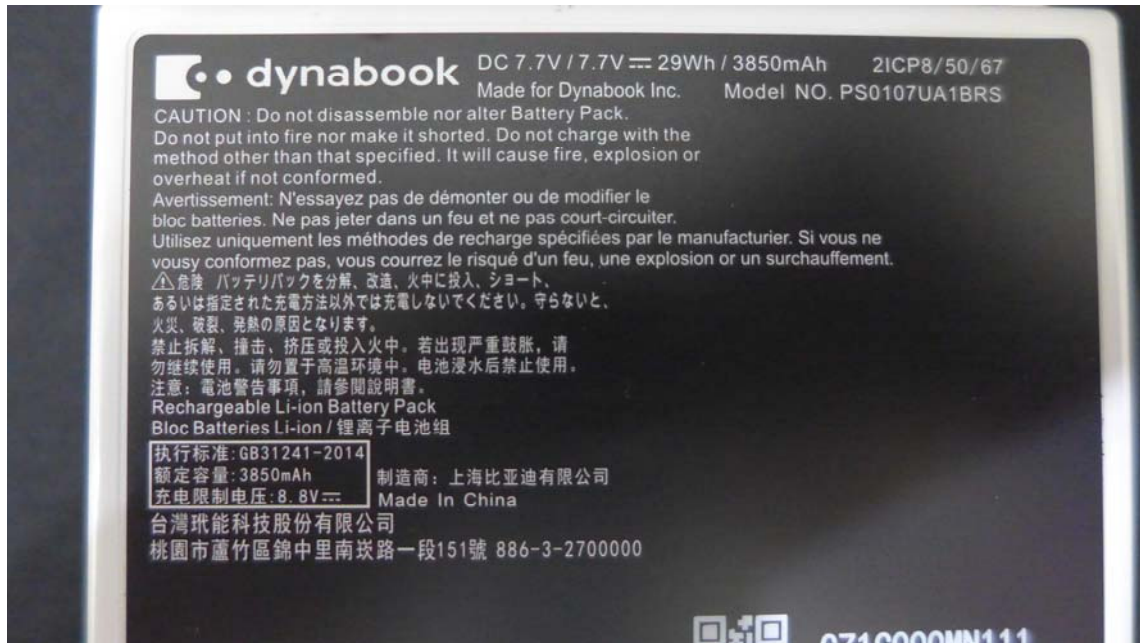 dynabook
DC 7.7V / 7.7V ⎓ 29Wh / 3850mAh 2ICP8/50/67
Made for Dynabook Inc. Model NO. PS0107UA1BRS
CAUTION : Do not disassemble nor alter Battery Pack.
Do not put into fire nor make it shorted. Do not charge with the
method other than that specified. It will cause fire, explosion or
overheat if not conformed.
Avertissement: N'essayez pas de démonter ou de modifier le
bloc batteries. Ne pas jeter dans un feu et ne pas court-circuiter.
Utilisez uniquement les méthodes de recharge spécifiées par le manufacturier. Si vous ne
vousy conformez pas, vous courrez le risqué d'un feu, une explosion or un surchauffement.
⚠危険 バッテリパックを分解、改造、火中に投入、ショート、
あるいは指定された充電方法以外では充電しないでください。守らないと、
火災、破裂、発熱の原因となります。
禁止拆解、撞击、挤压或投入火中。若出现严重鼓胀，请
勿继续使用。请勿置于高温环境中。电池浸水后禁止使用。
注意：電池警告事項，請參閱說明書。
Rechargeable Li-ion Battery Pack
Bloc Batteries Li-ion / 锂离子电池组
执行标准:GB31241-2014
额定容量:3850mAh
充电限制电压:8.8V⎓
制造商：上海比亚迪有限公司
Made In China
台灣玳能科技股份有限公司
桃園市蘆竹區錦中里南崁路一段151號 886-3-2700000